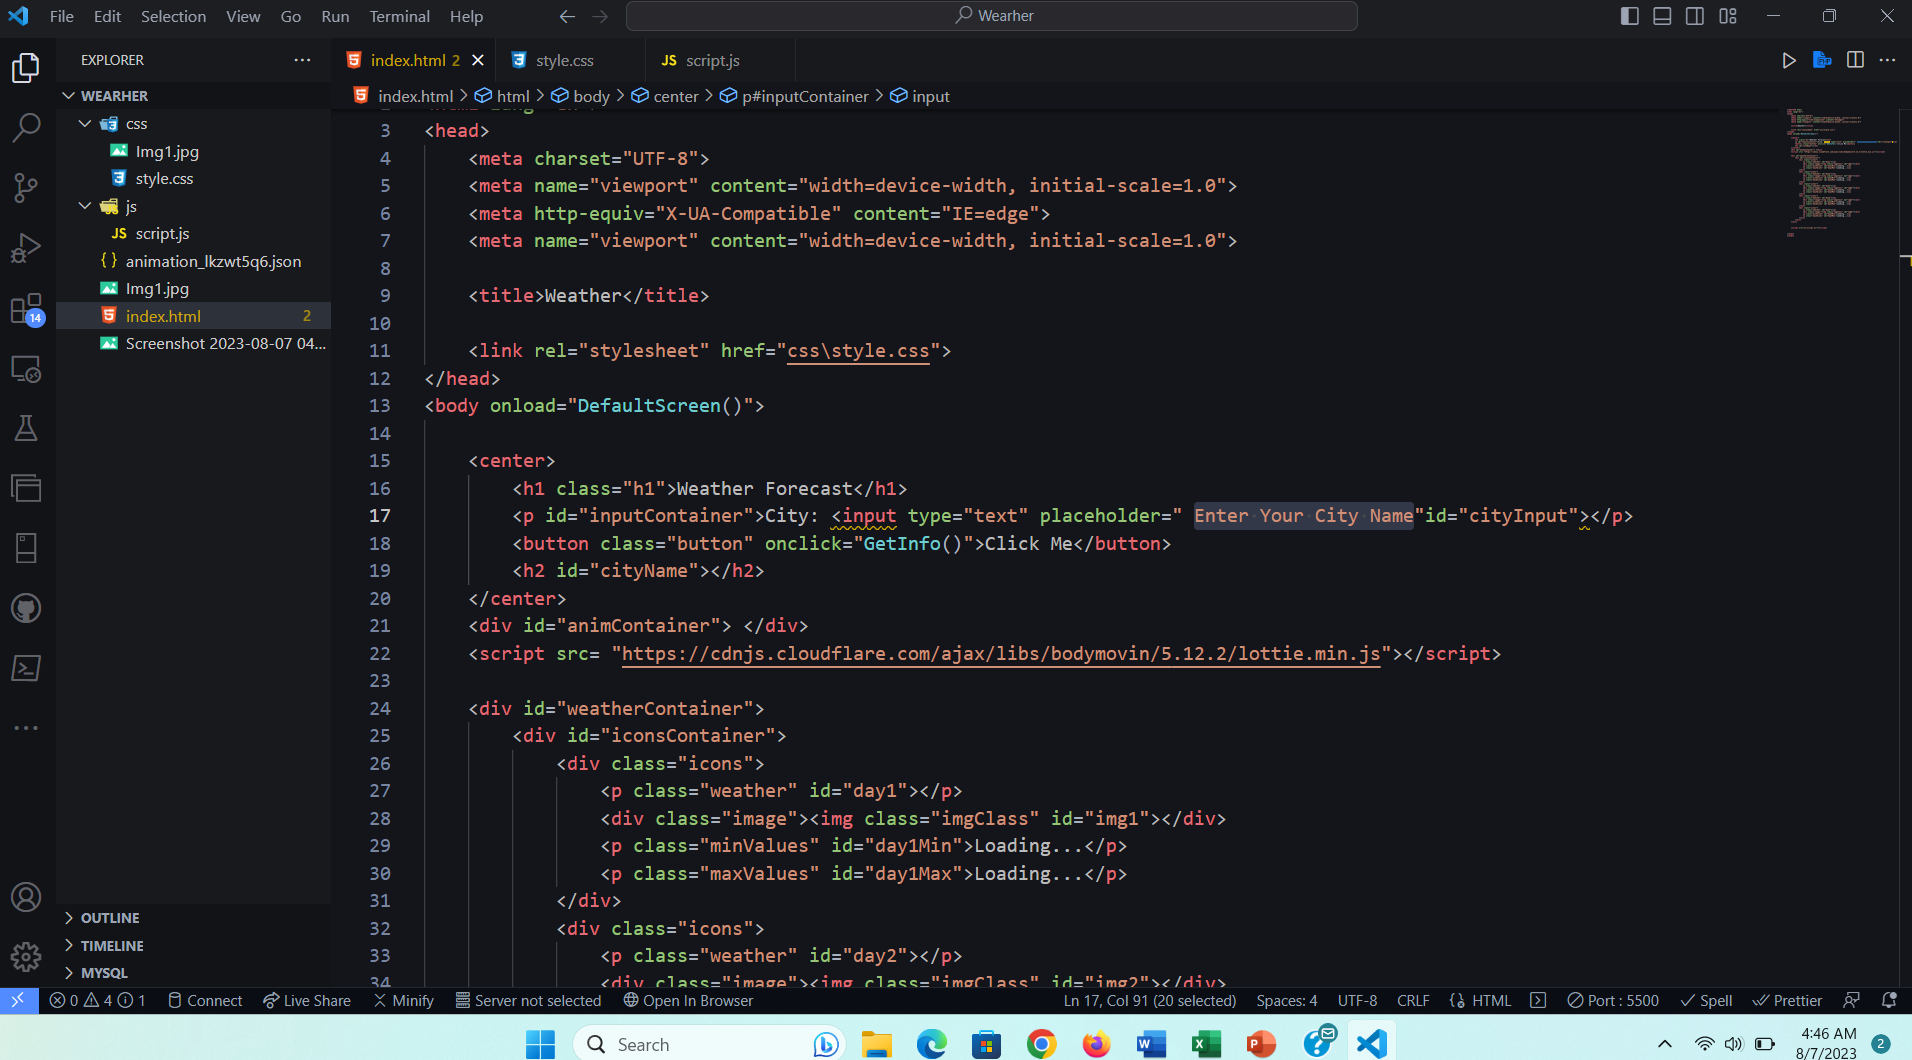 File Edit Selection View Go Run Terminal Help
Wearher
EXPLORER
index.html 2
style.css
JS script.js
WEARHER
index.html > html > body > center > p#inputContainer > input
css
Img1.jpg
style.css
js
JS script.js
{} animation_lkzwt5q6.json
Img1.jpg
index.html 2
Screenshot 2023-08-07 04...
14
3 <head>
4 <meta charset="UTF-8">
5 <meta name="viewport" content="width=device-width, initial-scale=1.0">
6 <meta http-equiv="X-UA-Compatible" content="IE=edge">
7 <meta name="viewport" content="width=device-width, initial-scale=1.0">
8
9 <title>Weather</title>
10
11 <link rel="stylesheet" href="css\style.css">
12 </head>
13 <body onload="DefaultScreen()">
14
15 <center>
16 <h1 class="h1">Weather Forecast</h1>
17 <p id="inputContainer">City: <input type="text" placeholder=" Enter Your City Name"id="cityInput"></p>
18 <button class="button" onclick="GetInfo()">Click Me</button>
19 <h2 id="cityName"></h2>
20 </center>
21 <div id="animContainer"> </div>
22 <script src= "https://cdnjs.cloudflare.com/ajax/libs/bodymovin/5.12.2/lottie.min.js"></script>
23
24 <div id="weatherContainer">
25 <div id="iconsContainer">
26 <div class="icons">
27 <p class="weather" id="day1"></p>
28 <div class="image"><img class="imgClass" id="img1"></div>
29 <p class="minValues" id="day1Min">Loading...</p>
30 <p class="maxValues" id="day1Max">Loading...</p>
31 </div>
32 <div class="icons">
33 <p class="weather" id="day2"></p>
34 <div class="image"><img class="imgClass" id="img2"></div>
OUTLINE
TIMELINE
MYSQL
0 4 1 Connect Live Share Minify Server not selected Open In Browser
Ln 17, Col 91 (20 selected) Spaces: 4 UTF-8 CRLF {} HTML Port : 5500 Spell Prettier
Search
4:46 AM
8/7/2023
2